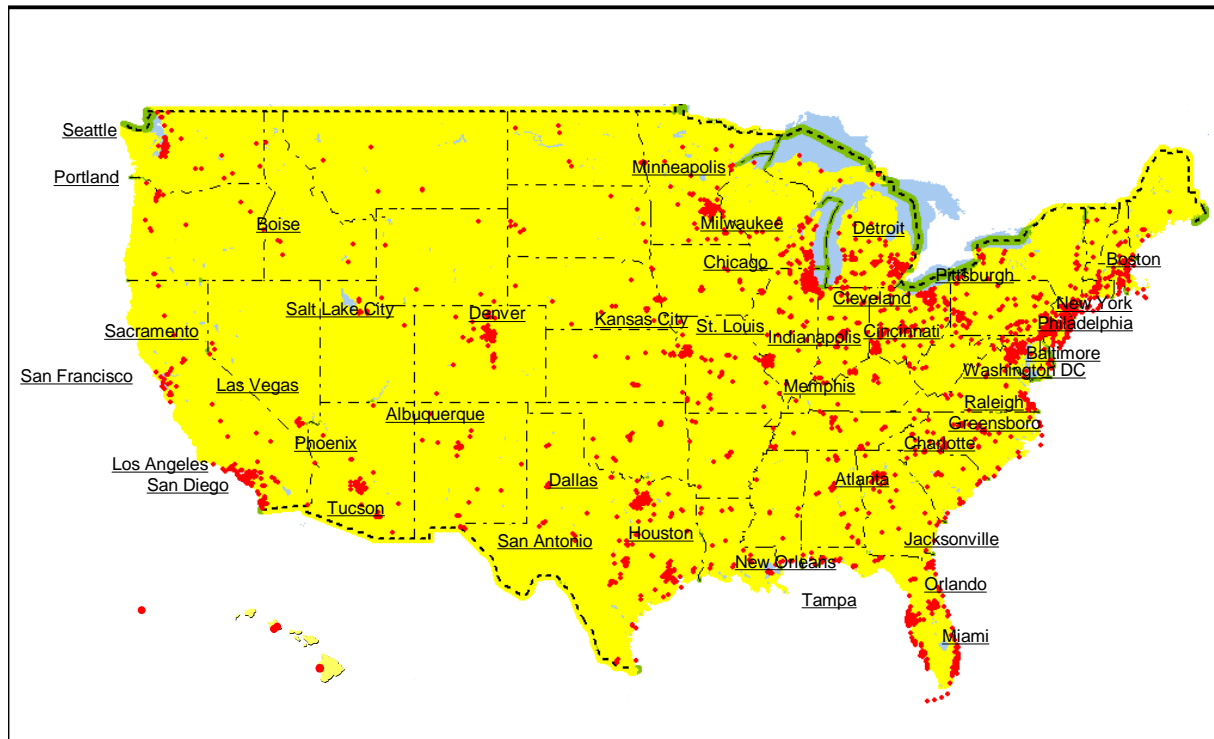 Seattle
Minneapolis
Portland
Boise
Milwaukee
Detroit
Chicago
Boston
Pittsburgh
Cleveland
New York
Salt Lake City
Denver
Kansas City
St. Louis
Philadelphia
Sacramento
Indianapolis
Cincinnati
Baltimore
San Francisco
Las Vegas
Memphis
Washington DC
Albuquerque
Raleigh
Greensboro
Phoenix
Charlotte
Los Angeles
San Diego
Dallas
Atlanta
Tucson
San Antonio
Houston
Jacksonville
New Orleans
Orlando
Tampa
Miami